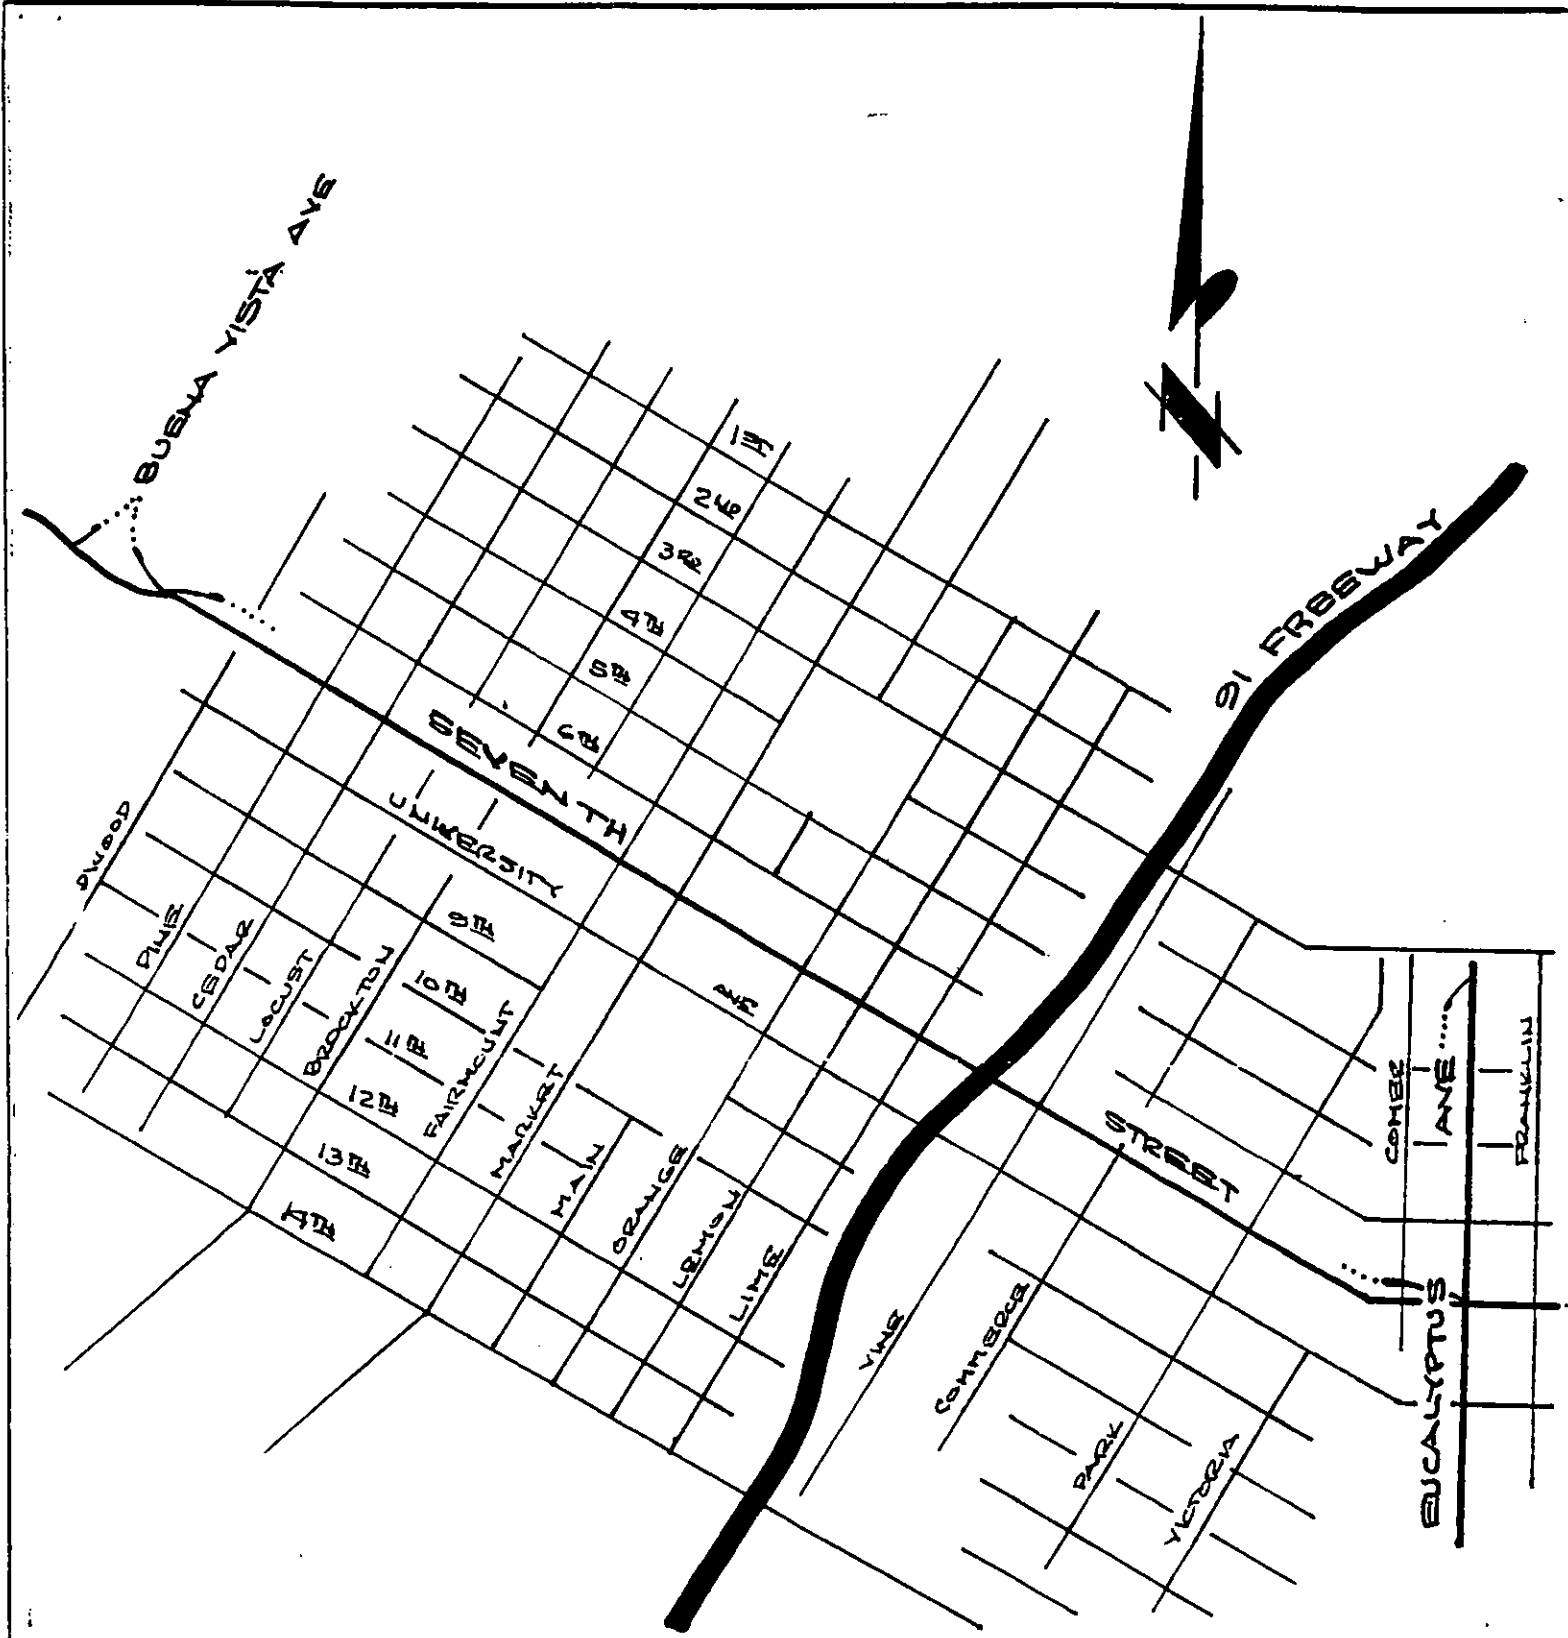 BUENA VISTA AVE
1ST
2ND
3RD
4TH
5TH
6TH
SEVENTH
STREET
UNIVERSITY
AVE
9TH
10TH
11TH
12TH
13TH
14TH
DWOOD
PINE
CEDAR
LOCUST
BROCKTON
FAIRMOUNT
MARKET
MAIN
ORANGE
LEMON
LIME
91 FREEWAY
VINE
COMMERCE
PARK
VICTORIA
COMER
EUCALYPTUS
AVE
FRANKLIN
N